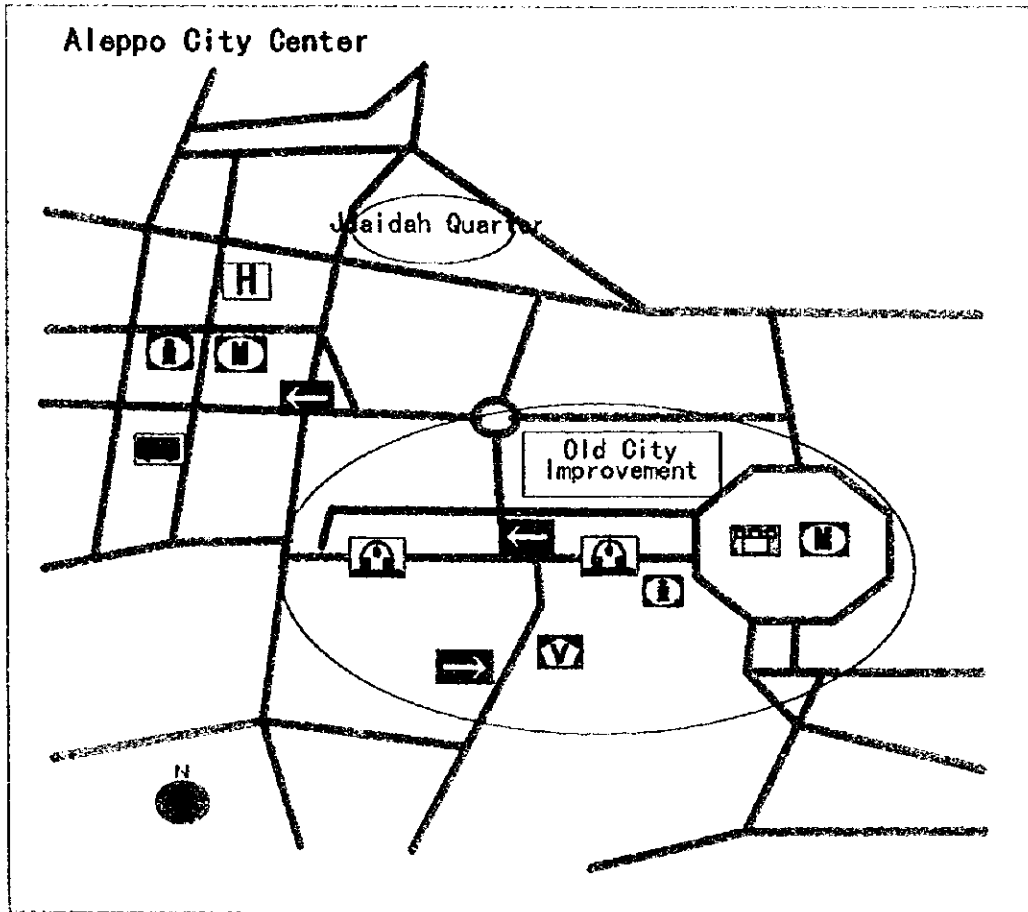 Aleppo City Center
Jdaidah Quarter
H
i
M
Old City
Improvement
M
i
V
N